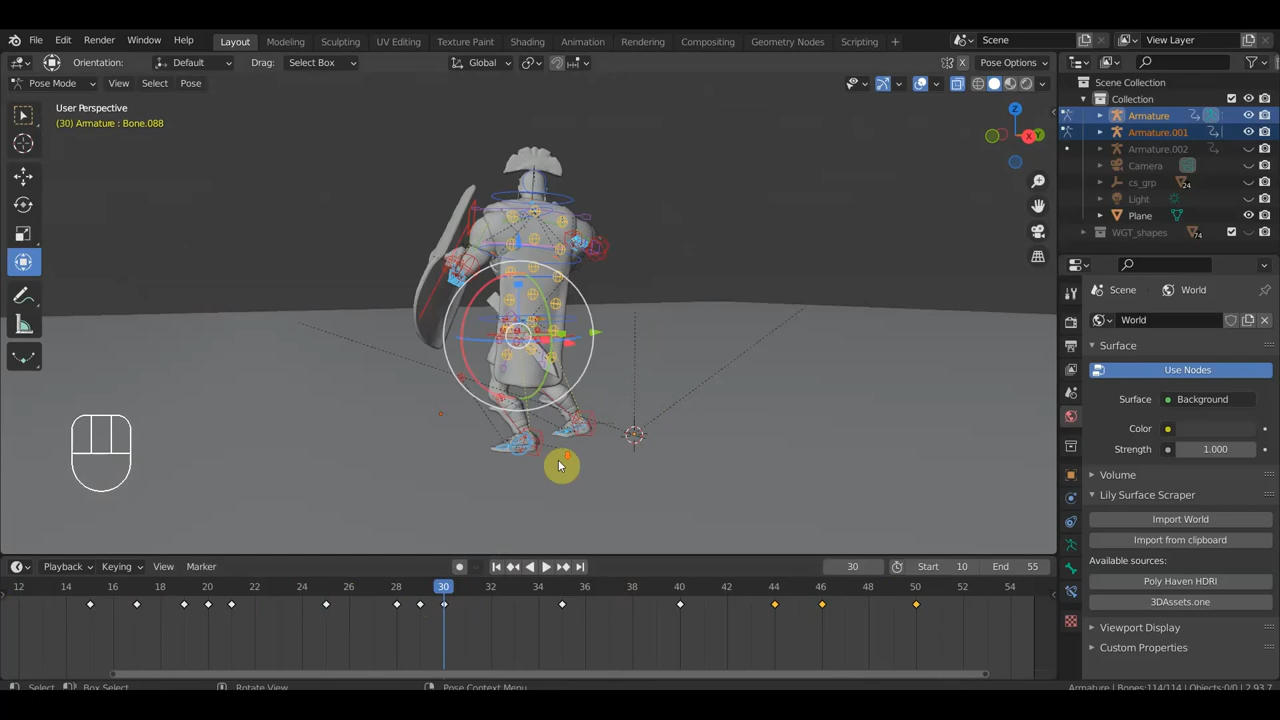 File Edit Render Window Help Layout Modeling Sculpting UV Editing Texture Paint Shading Animation Rendering Compositing Geometry Nodes Scripting + Scene View Layer
Orientation: Default Drag: Select Box Global X Pose Options
Pose Mode View Select Pose
User Perspective
(30) Armature : Bone.088
Z
X
Y
Scene Collection
Collection
Armature
Armature.001
Armature.002
Camera
cs_grp 24
Light
Plane
WGT_shapes 74
Scene World
World
Surface
Use Nodes
Surface Background
Color
Strength 1.000
Volume
Lily Surface Scraper
Import World
Import from clipboard
Available sources:
Poly Haven HDRI
3DAssets.one
Viewport Display
Custom Properties
Playback Keying View Marker 30 Start 10 End 55
12 14 16 18 20 22 24 26 28 30 32 34 36 38 40 42 44 46 48 50 52 54
Select Box Select Rotate View Pose Context Menu Armature | Bones:114/114 | Objects:0/0 | 2.93.7